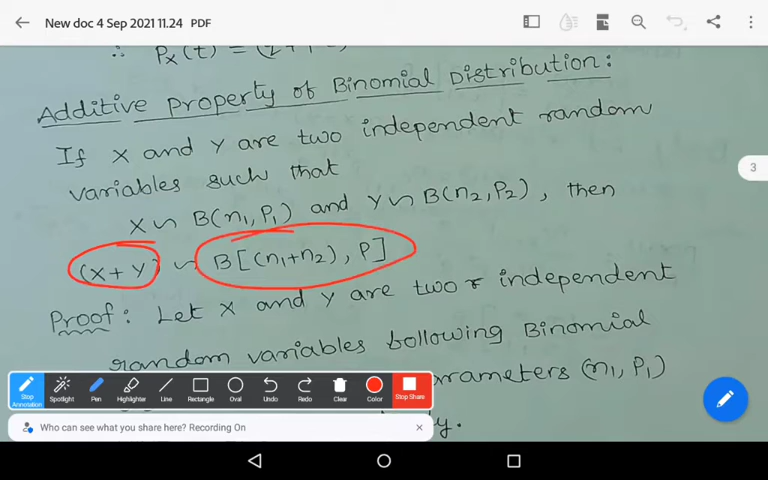 New doc 4 Sep 2021 11.24 PDF
∴ Px(t) = (2+1
Additive Property of Binomial Distribution:
If X and Y are two independent random
variables such that
X ~ B(n1, P1) and Y ~ B(n2, P2), then
(X+Y) ~ B[(n1+n2), P]
Proof: Let X and Y are two r independent
random variables following Binomial
rameters (n1, P1)
y.
3
Stop Annotation
Spotlight
Pen
Highlighter
Line
Rectangle
Oval
Undo
Redo
Clear
Color
Stop Share
Who can see what you share here? Recording On